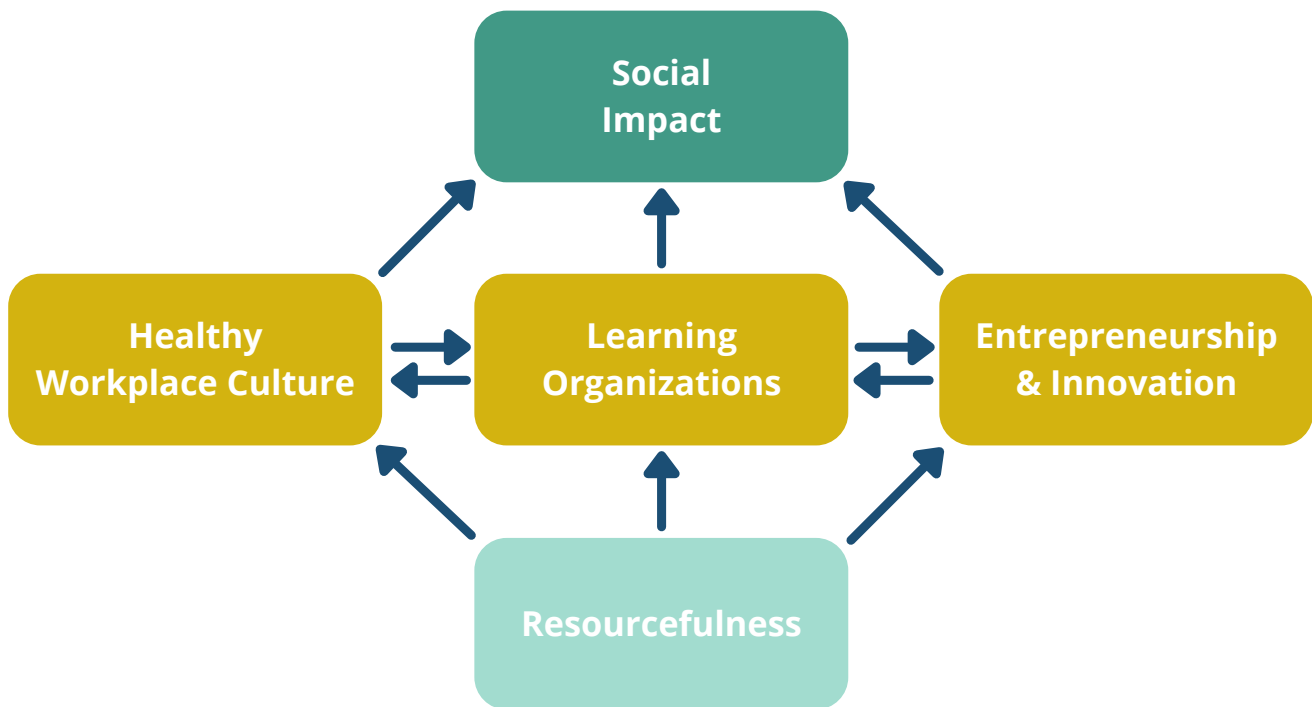 Social
Impact
Healthy
Workplace Culture
Learning
Organizations
Entrepreneurship
& Innovation
Resourcefulness